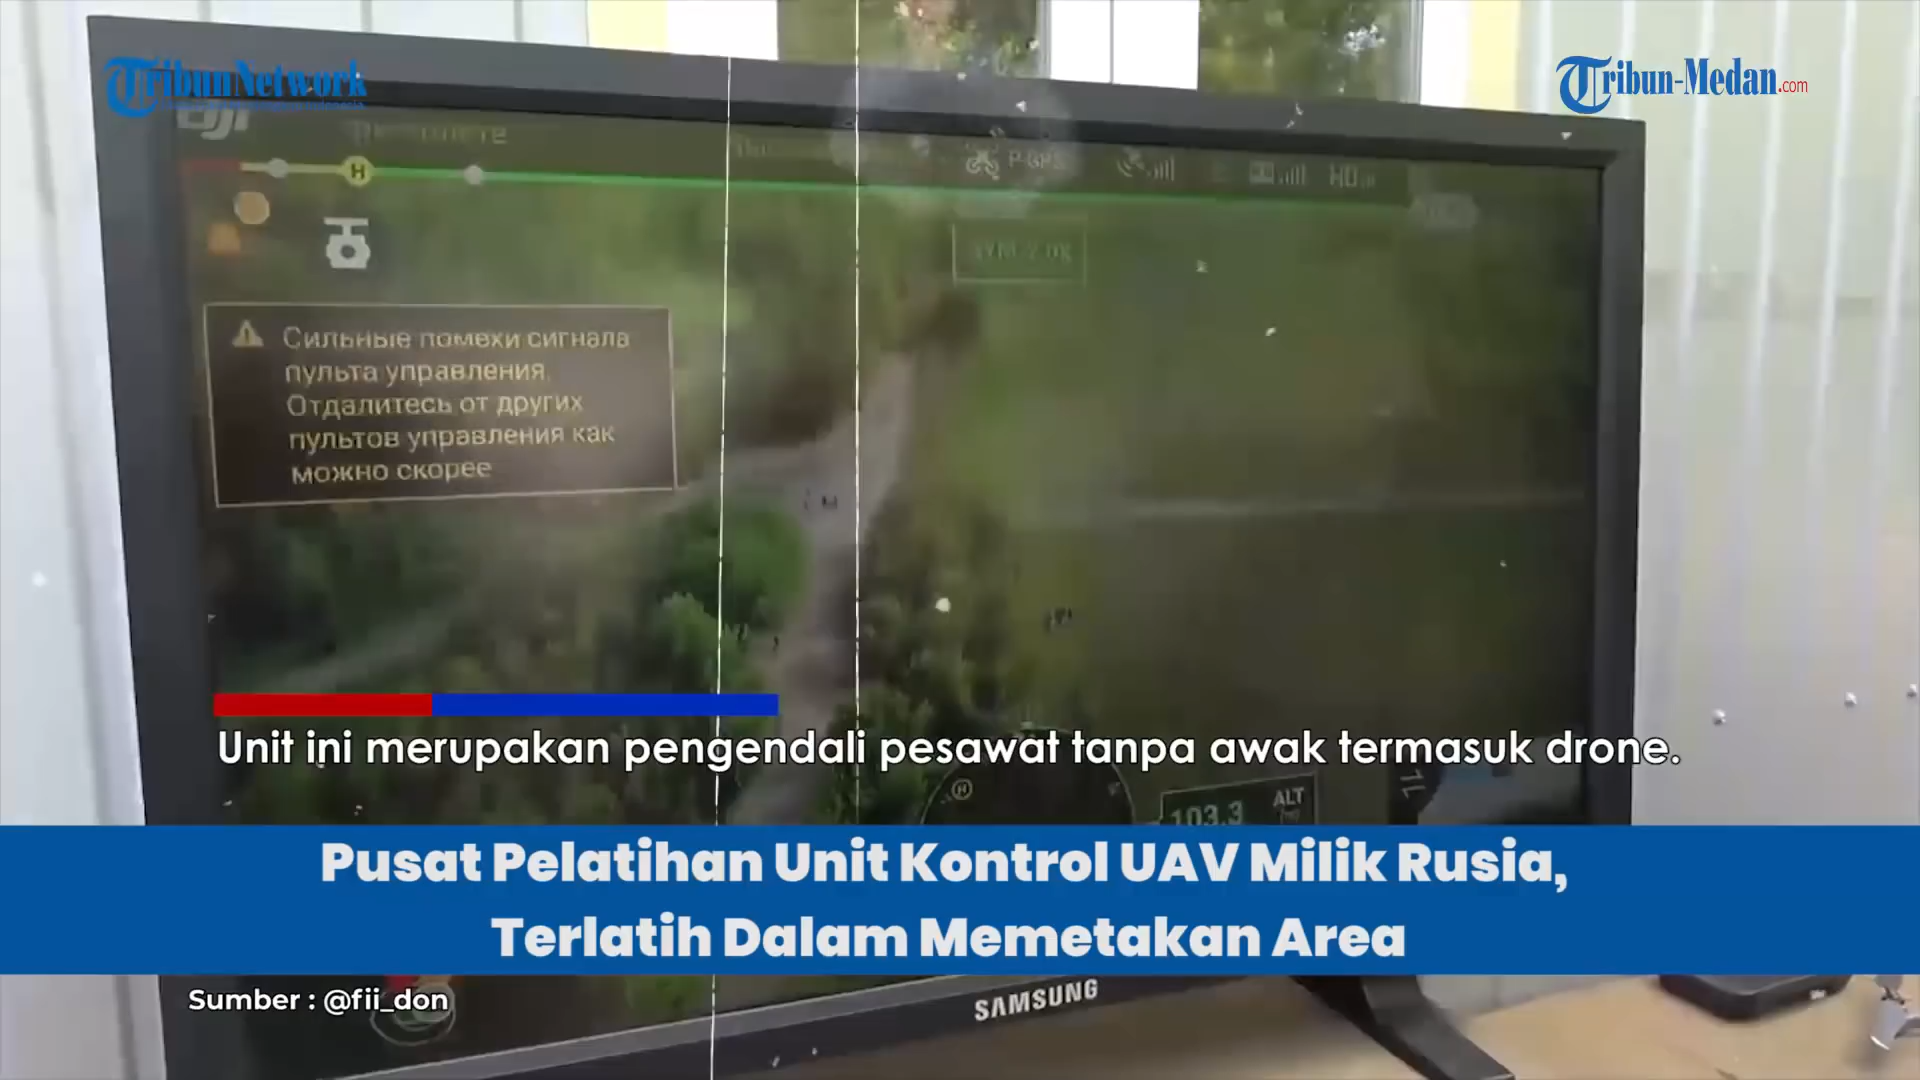 TribunNetwork
Tribun-Medan.com
dji
P-GPS
HD
Сильные помехи сигнала
пульта управления.
Отдалитесь от других
пультов управления как
можно скорее
H
Unit ini merupakan pengendali pesawat tanpa awak termasuk drone.
103.3
ALT
Pusat Pelatihan Unit Kontrol UAV Milik Rusia,
Terlatih Dalam Memetakan Area
Sumber : @fii_don
SAMSUNG